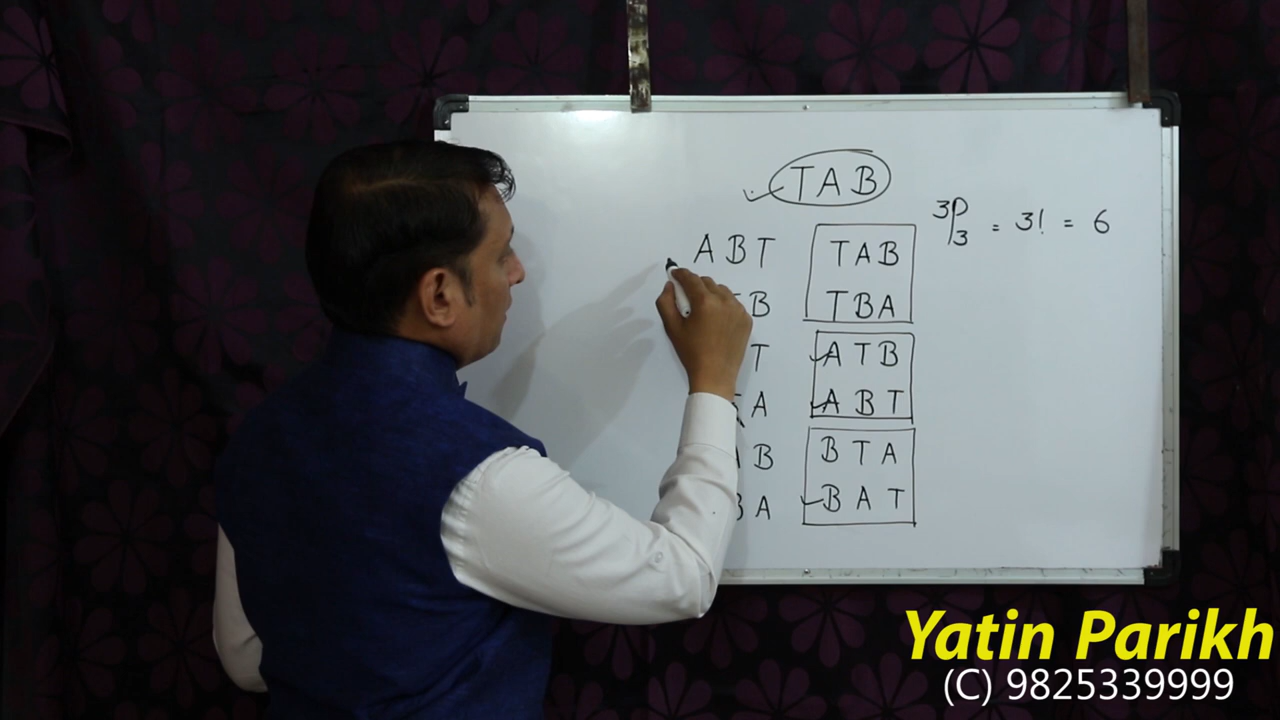 TAB
3P3 = 3! = 6
ABT TAB
B TBA
T ATB
A ABT
B BTA
A BAT
Yatin Parikh
(C) 9825339999